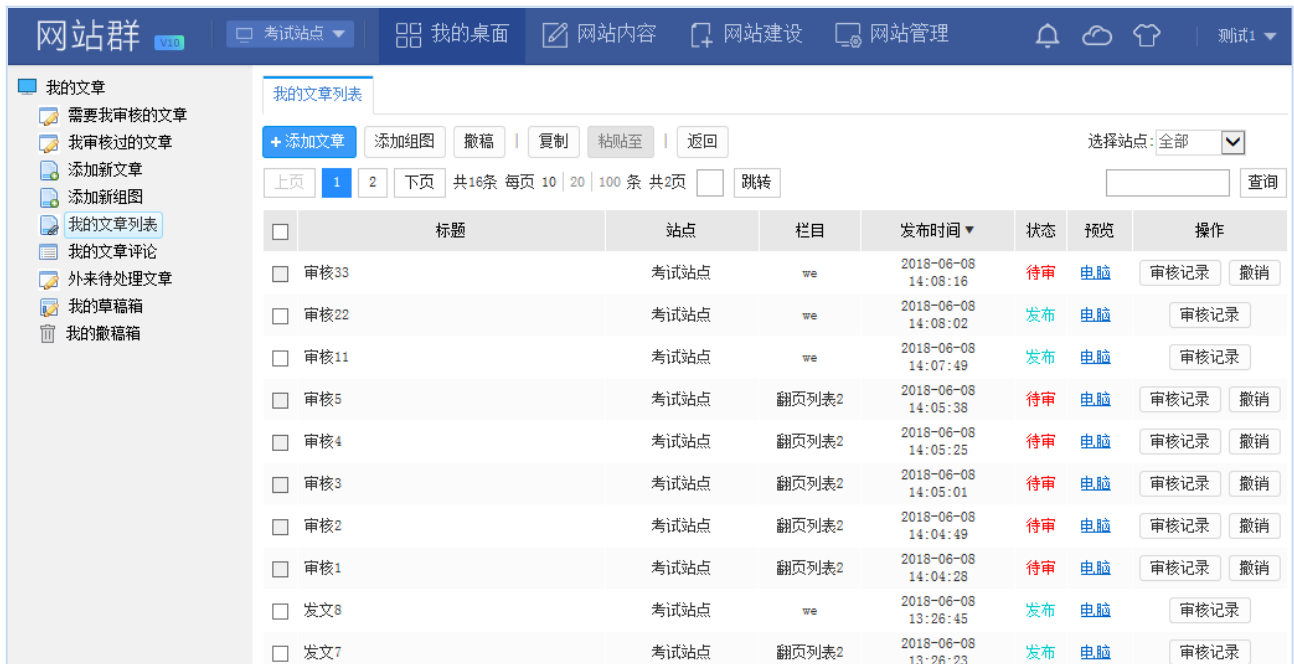 网站群 V10 考试站点 我的桌面 网站内容 网站建设 网站管理 测试1
我的文章
需要我审核的文章
我审核过的文章
添加新文章
添加新组图
我的文章列表
我的文章评论
外来待处理文章
我的草稿箱
我的撤稿箱
我的文章列表
+添加文章 添加组图 撤稿 | 复制 粘贴至 | 返回 选择站点: 全部
上页 1 2 下页 共16条 每页 10 | 20 | 100 条 共2页 跳转 查询
标题 站点 栏目 发布时间▼ 状态 预览 操作
审核33 考试站点 we 2018-06-08 14:08:16 待审 电脑 审核记录 撤销
审核22 考试站点 we 2018-06-08 14:08:02 发布 电脑 审核记录
审核11 考试站点 we 2018-06-08 14:07:49 发布 电脑 审核记录
审核5 考试站点 翻页列表2 2018-06-08 14:05:38 待审 电脑 审核记录 撤销
审核4 考试站点 翻页列表2 2018-06-08 14:05:25 待审 电脑 审核记录 撤销
审核3 考试站点 翻页列表2 2018-06-08 14:05:01 待审 电脑 审核记录 撤销
审核2 考试站点 翻页列表2 2018-06-08 14:04:49 待审 电脑 审核记录 撤销
审核1 考试站点 翻页列表2 2018-06-08 14:04:28 待审 电脑 审核记录 撤销
发文8 考试站点 we 2018-06-08 13:26:45 发布 电脑 审核记录
发文7 考试站点 翻页列表2 2018-06-08 13:26:23 发布 电脑 审核记录